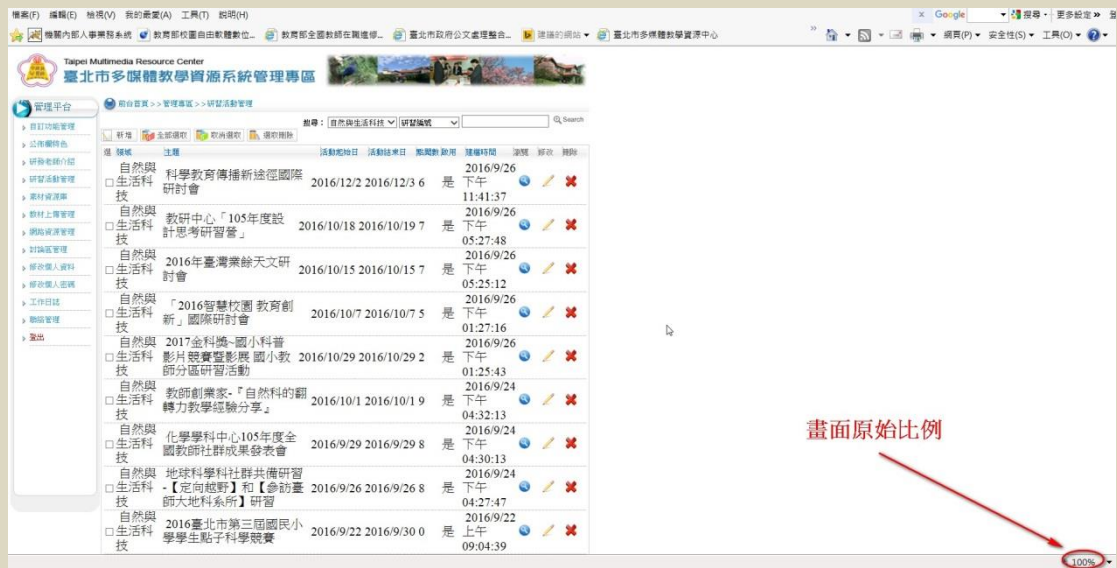 檔案(F) 編輯(E) 檢視(V) 我的最愛(A) 工具(T) 說明(H)
x Google 搜尋 更多設定 »
機關內部人事業務系統 教育部校園自由軟體數位... 教育部全國教師在職進修... 臺北市政府公文處理整合... 建議的網站 臺北市多媒體教學資源中心
網頁(P) 安全性(S) 工具(O)
Taipei Multimedia Resource Center
臺北市多媒體教學資源系統管理專區
管理平台
自訂功能管理
公佈欄特色
研發老師介紹
研習活動管理
素材資源庫
教材上傳管理
網路資源管理
討論區管理
修改個人資料
修改個人密碼
工作日誌
聯絡管理
登出
前台首頁>>管理專區>>研習活動管理
搜尋： 自然與生活科技 研習編號 Search
新增 全部選取 取消選取 選取刪除
選 領域 主題 活動起始日 活動結束日 點閱數 啟用 建檔時間 瀏覽 修改 刪除
自然與生活科技 科學教育傳播新途徑國際研討會 2016/12/2 2016/12/3 6 是 2016/9/26 下午 11:41:37
自然與生活科技 教研中心「105年度設計思考研習營」 2016/10/18 2016/10/19 7 是 2016/9/26 下午 05:27:48
自然與生活科技 2016年臺灣業餘天文研討會 2016/10/15 2016/10/15 7 是 2016/9/26 下午 05:25:12
自然與生活科技 「2016智慧校園 教育創新」國際研討會 2016/10/7 2016/10/7 5 是 2016/9/26 下午 01:27:16
自然與生活科技 2017金科獎~國小科普影片競賽暨影展 國小教師分區研習活動 2016/10/29 2016/10/29 2 是 2016/9/26 下午 01:25:43
自然與生活科技 教師創業家-『自然科的翻轉力教學經驗分享』 2016/10/1 2016/10/1 9 是 2016/9/24 下午 04:32:13
自然與生活科技 化學學科中心105年度全國教師社群成果發表會 2016/9/29 2016/9/29 8 是 2016/9/24 下午 04:30:13
自然與生活科技 地球科學科社群共備研習-【定向越野】和【參訪臺師大地科系所】研習 2016/9/26 2016/9/26 8 是 2016/9/24 下午 04:27:47
自然與生活科技 2016臺北市第三屆國民小學學生點子科學競賽 2016/9/22 2016/9/30 0 是 2016/9/22 上午 09:04:39
畫面原始比例
100%